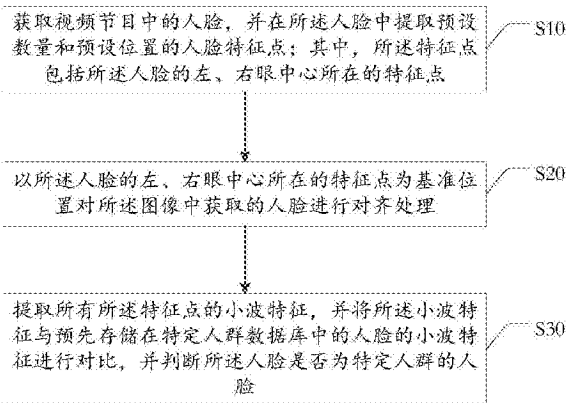 获取视频节目中的人脸，并在所述人脸中提取预设
数量和预设位置的人脸特征点；其中，所述特征点
包括所述人脸的左、右眼中心所在的特征点
S10
以所述人脸的左、右眼中心所在的特征点为基准位
置对所述图像中获取的人脸进行对齐处理
S20
提取所有所述特征点的小波特征，并将所述小波特
征与预先存储在特定人群数据库中的人脸的小波特
征进行对比，并判断所述人脸是否为特定人群的人
脸
S30